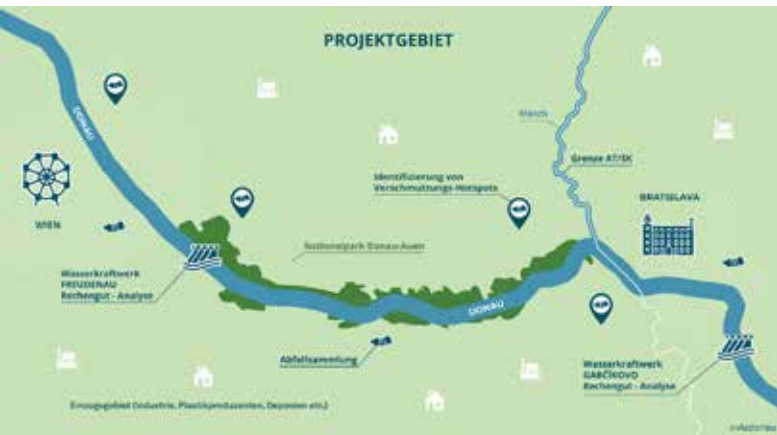 PROJEKTGEBIET
DONAU
March
Grenze AT/SK
Identifizierung von
Verschmutzungs-Hotspots
BRATISLAVA
WIEN
Nationalpark Donau-Auen
Wasserkraftwerk
FREUDENAU
Rechengut - Analyse
DONAU
Abfallsammlung
Wasserkraftwerk
GABČÍKOVO
Rechengut - Analyse
Einzugsgebiet (Industrie, Plastikproduzenten, Deponien etc.)